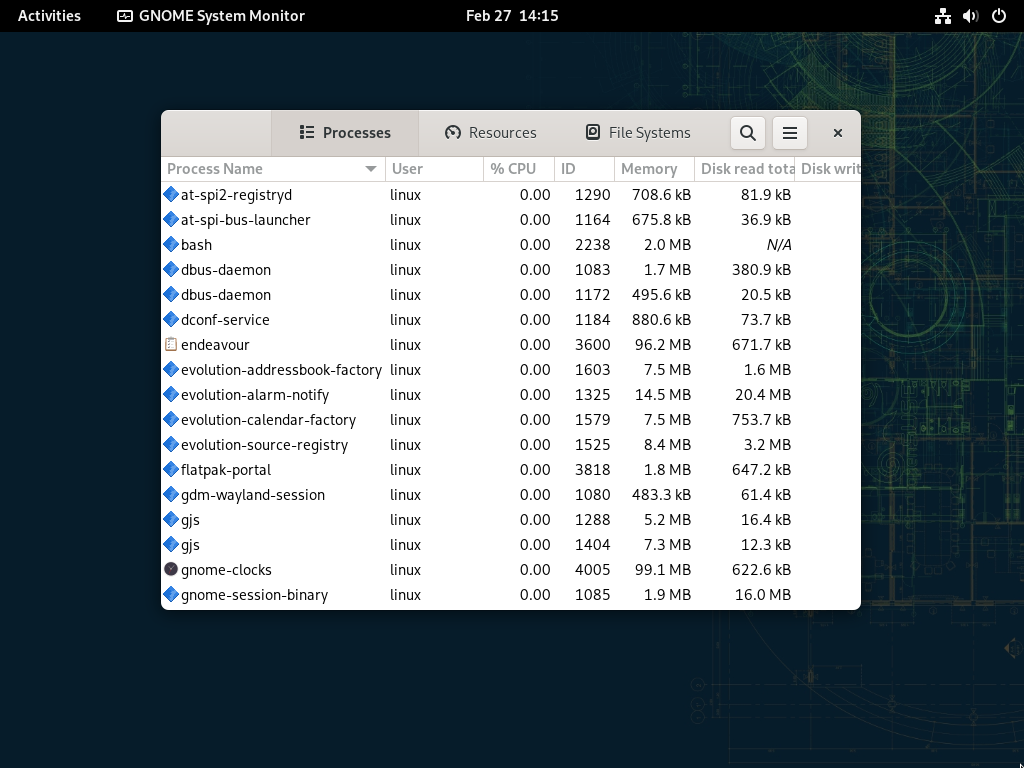 Activities GNOME System Monitor Feb 27 14:15
Processes Resources File Systems
Process Name User % CPU ID Memory Disk read tota Disk writ
at-spi2-registryd linux 0.00 1290 708.6 kB 81.9 kB
at-spi-bus-launcher linux 0.00 1164 675.8 kB 36.9 kB
bash linux 0.00 2238 2.0 MB N/A
dbus-daemon linux 0.00 1083 1.7 MB 380.9 kB
dbus-daemon linux 0.00 1172 495.6 kB 20.5 kB
dconf-service linux 0.00 1184 880.6 kB 73.7 kB
endeavour linux 0.00 3600 96.2 MB 671.7 kB
evolution-addressbook-factory linux 0.00 1603 7.5 MB 1.6 MB
evolution-alarm-notify linux 0.00 1325 14.5 MB 20.4 MB
evolution-calendar-factory linux 0.00 1579 7.5 MB 753.7 kB
evolution-source-registry linux 0.00 1525 8.4 MB 3.2 MB
flatpak-portal linux 0.00 3818 1.8 MB 647.2 kB
gdm-wayland-session linux 0.00 1080 483.3 kB 61.4 kB
gjs linux 0.00 1288 5.2 MB 16.4 kB
gjs linux 0.00 1404 7.3 MB 12.3 kB
gnome-clocks linux 0.00 4005 99.1 MB 622.6 kB
gnome-session-binary linux 0.00 1085 1.9 MB 16.0 MB